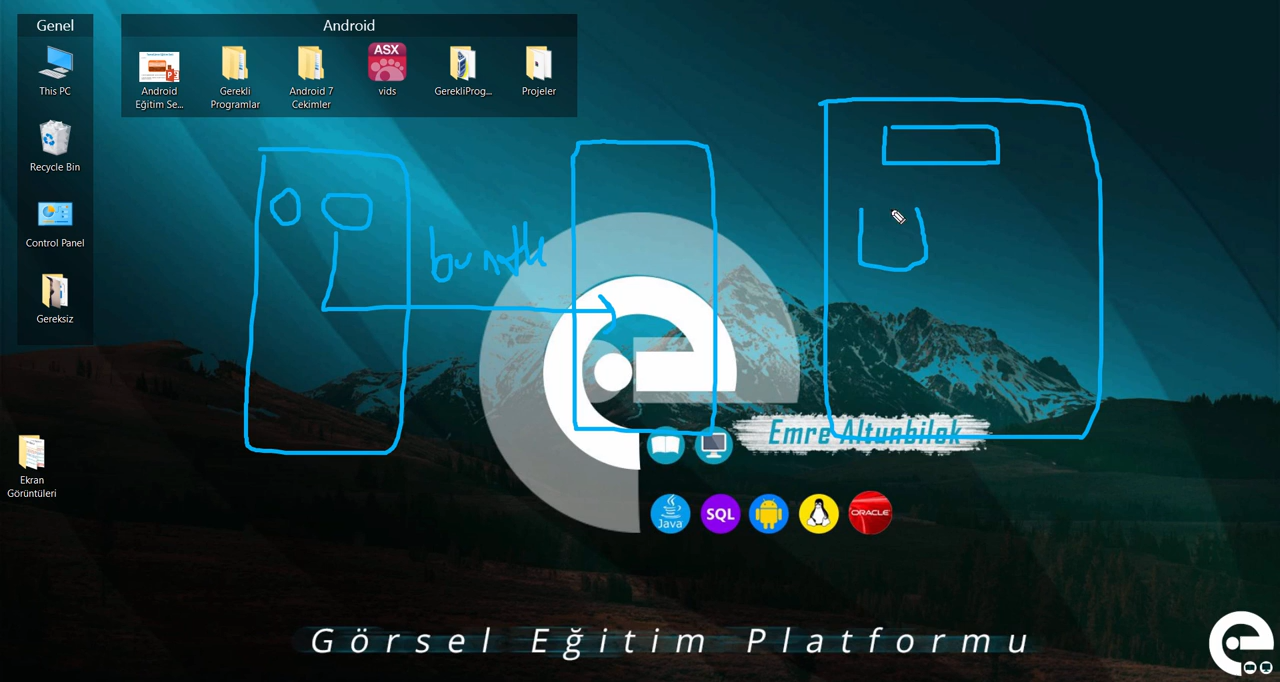 Genel
Android
This PC
Android
Eğitim Se...
Gerekli
Programlar
Android 7
Cekimler
ASX
vids
GerekliProg...
Projeler
Recycle Bin
Control Panel
Gereksiz
Ekran
Görüntüleri
bundle
Emre Altunbilek
Java
SQL
ORACLE
Görsel Eğitim Platformu